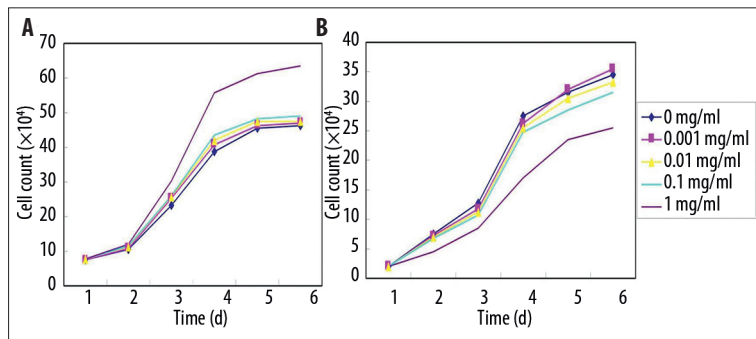 A
70
60
50
40
30
20
10
0
Cell count (×10⁴)
1 2 3 4 5 6
Time (d)
B
40
35
30
25
20
15
10
5
0
Cell count (×10⁴)
1 2 3 4 5 6
Time (d)
0 mg/ml
0.001 mg/ml
0.01 mg/ml
0.1 mg/ml
1 mg/ml